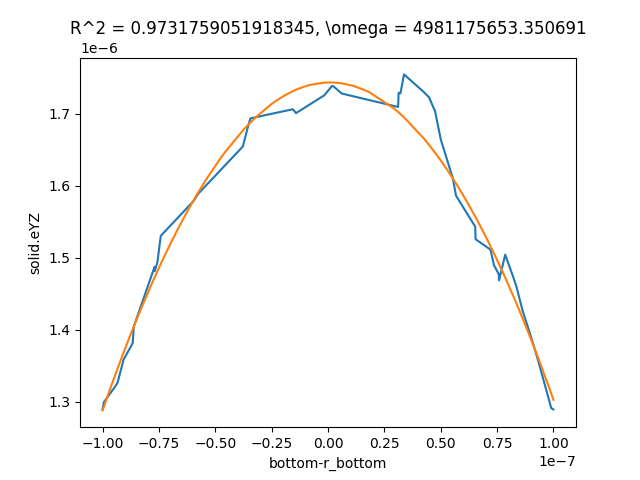 R^2 = 0.9731759051918345, \omega = 4981175653.350691
1e−6
1.7
1.6
1.5
1.4
1.3
solid.eYZ
−1.00 −0.75 −0.50 −0.25 0.00 0.25 0.50 0.75 1.00
1e−7
bottom-r_bottom